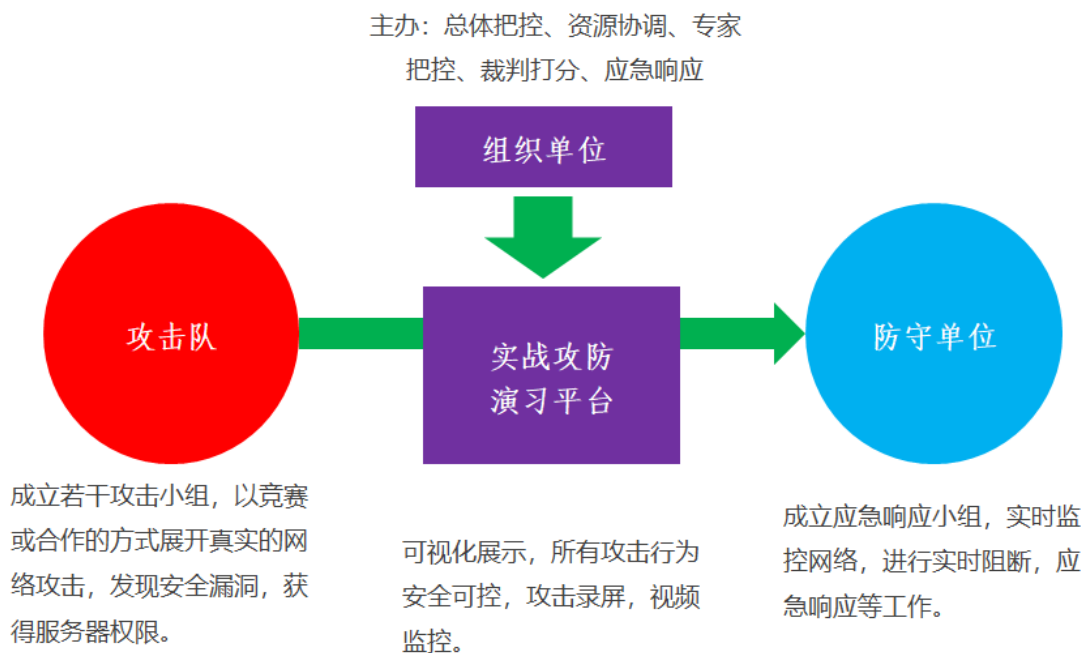 主办：总体把控、资源协调、专家
把控、裁判打分、应急响应
组织单位
攻击队
实战攻防
演习平台
防守单位
成立若干攻击小组，以竞赛
或合作的方式展开真实的网
络攻击，发现安全漏洞，获
得服务器权限。
可视化展示，所有攻击行为
安全可控，攻击录屏，视频
监控。
成立应急响应小组，实时监
控网络，进行实时阻断，应
急响应等工作。